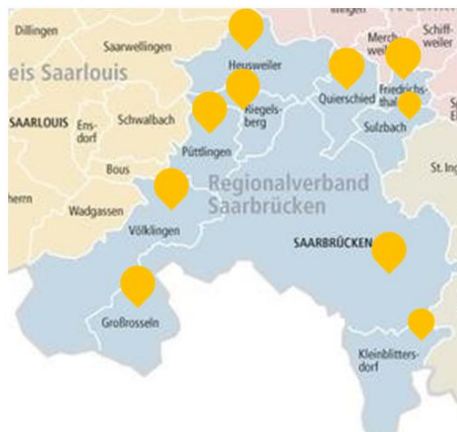 Dillingen
Merch-
weiler
Schiff-
weiler
Saarwellingen
Heusweiler
eis Saarlouis
Quierschied
Friedrichs-
thal
SAARLOUIS
Ens-
dorf
Schwalbach
Riegels-
berg
Sulzbach
Püttlingen
Bous
St. Ing
Regionalverband
Saarbrücken
Wadgassen
Völklingen
SAARBRÜCKEN
Großrosseln
Kleinblitters-
dorf